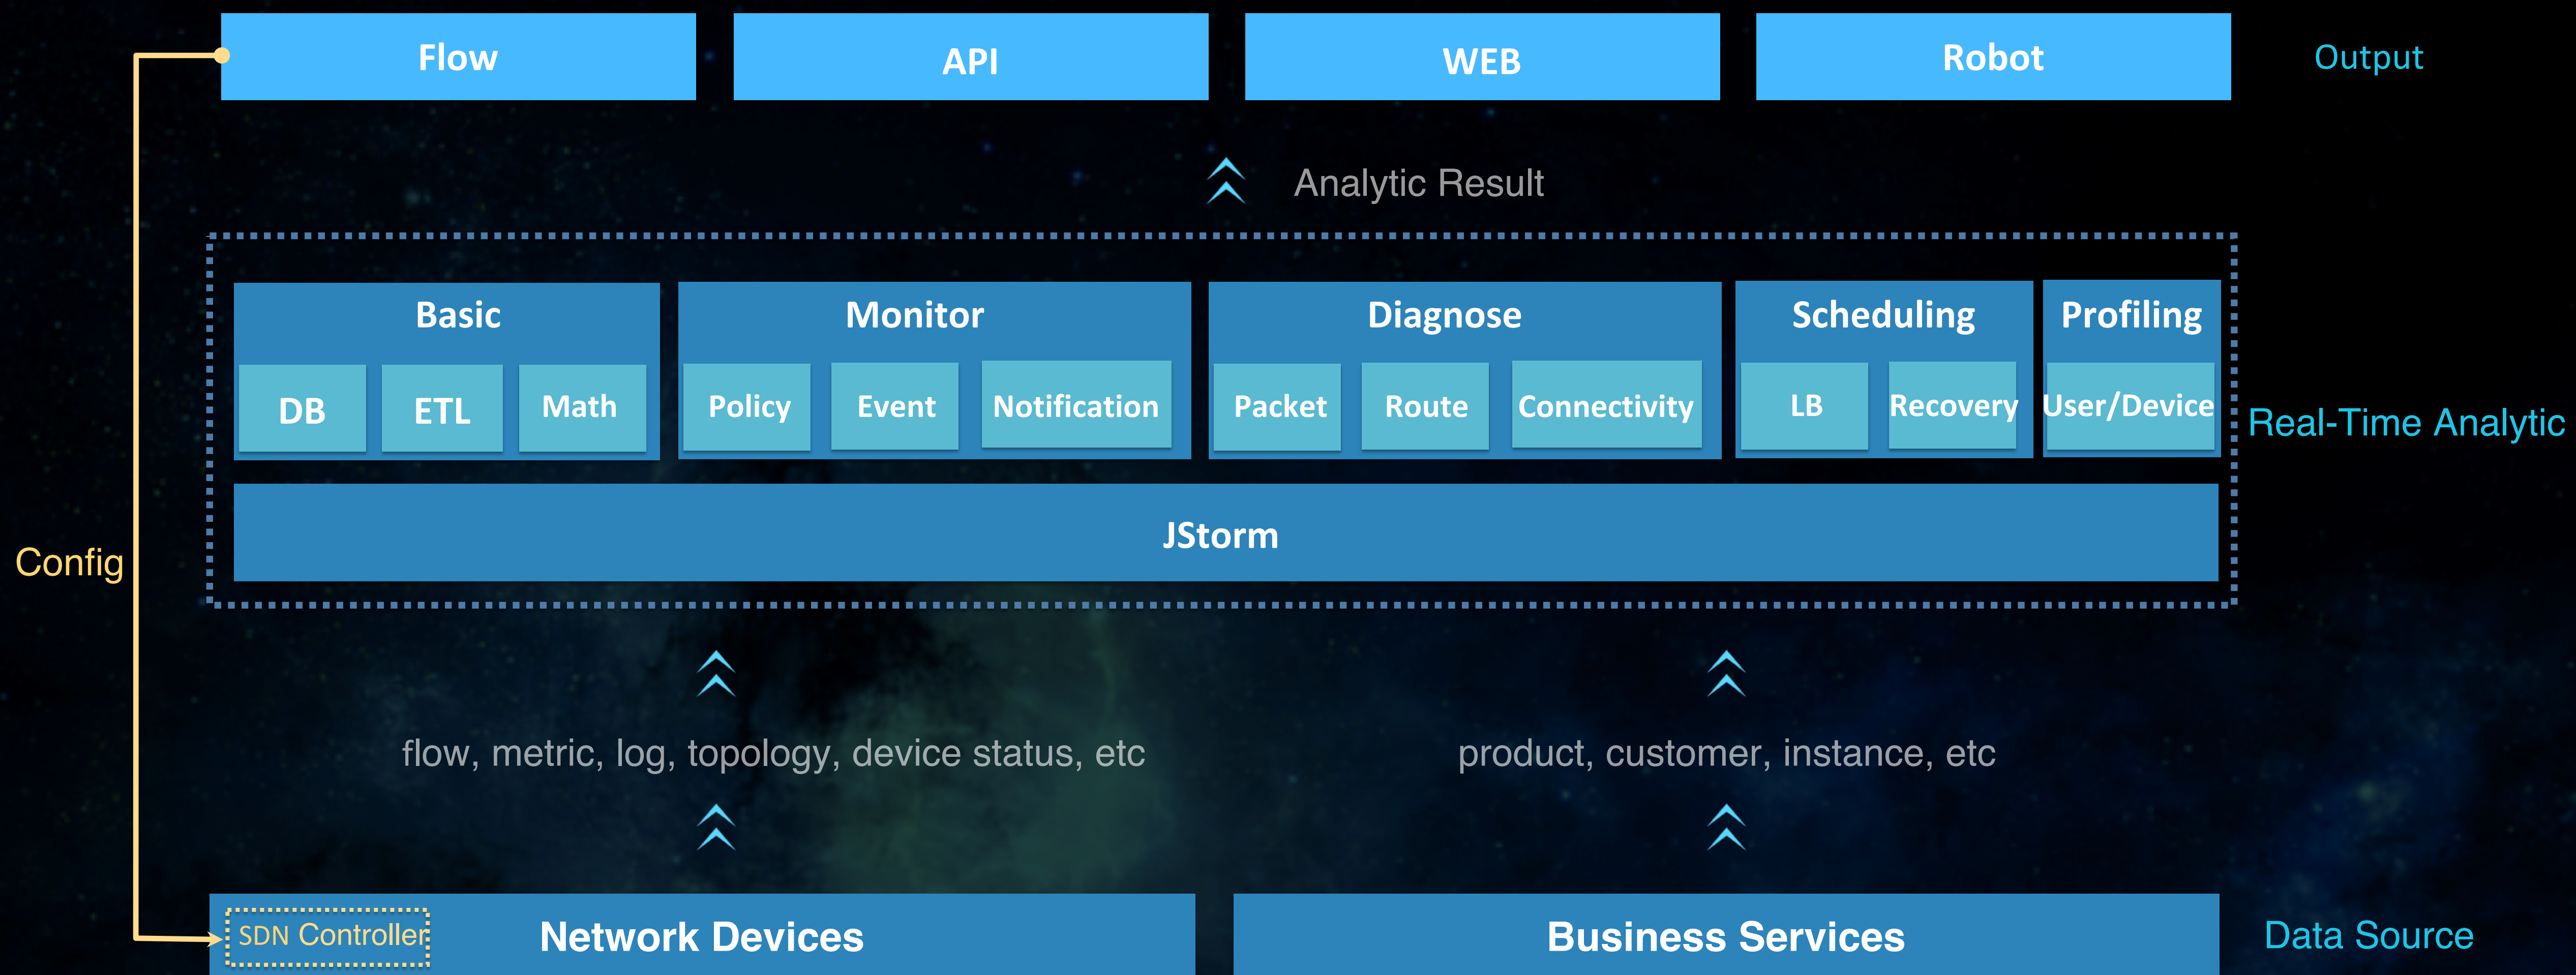 Flow
API
WEB
Robot
Output
Analytic Result
Basic
Monitor
Diagnose
Scheduling
Profiling
DB
ETL
Math
Policy
Event
Notification
Packet
Route
Connectivity
LB
Recovery
User/Device
Real-Time Analytic
JStorm
Config
flow, metric, log, topology, device status, etc
product, customer, instance, etc
SDN Controller
Network Devices
Business Services
Data Source